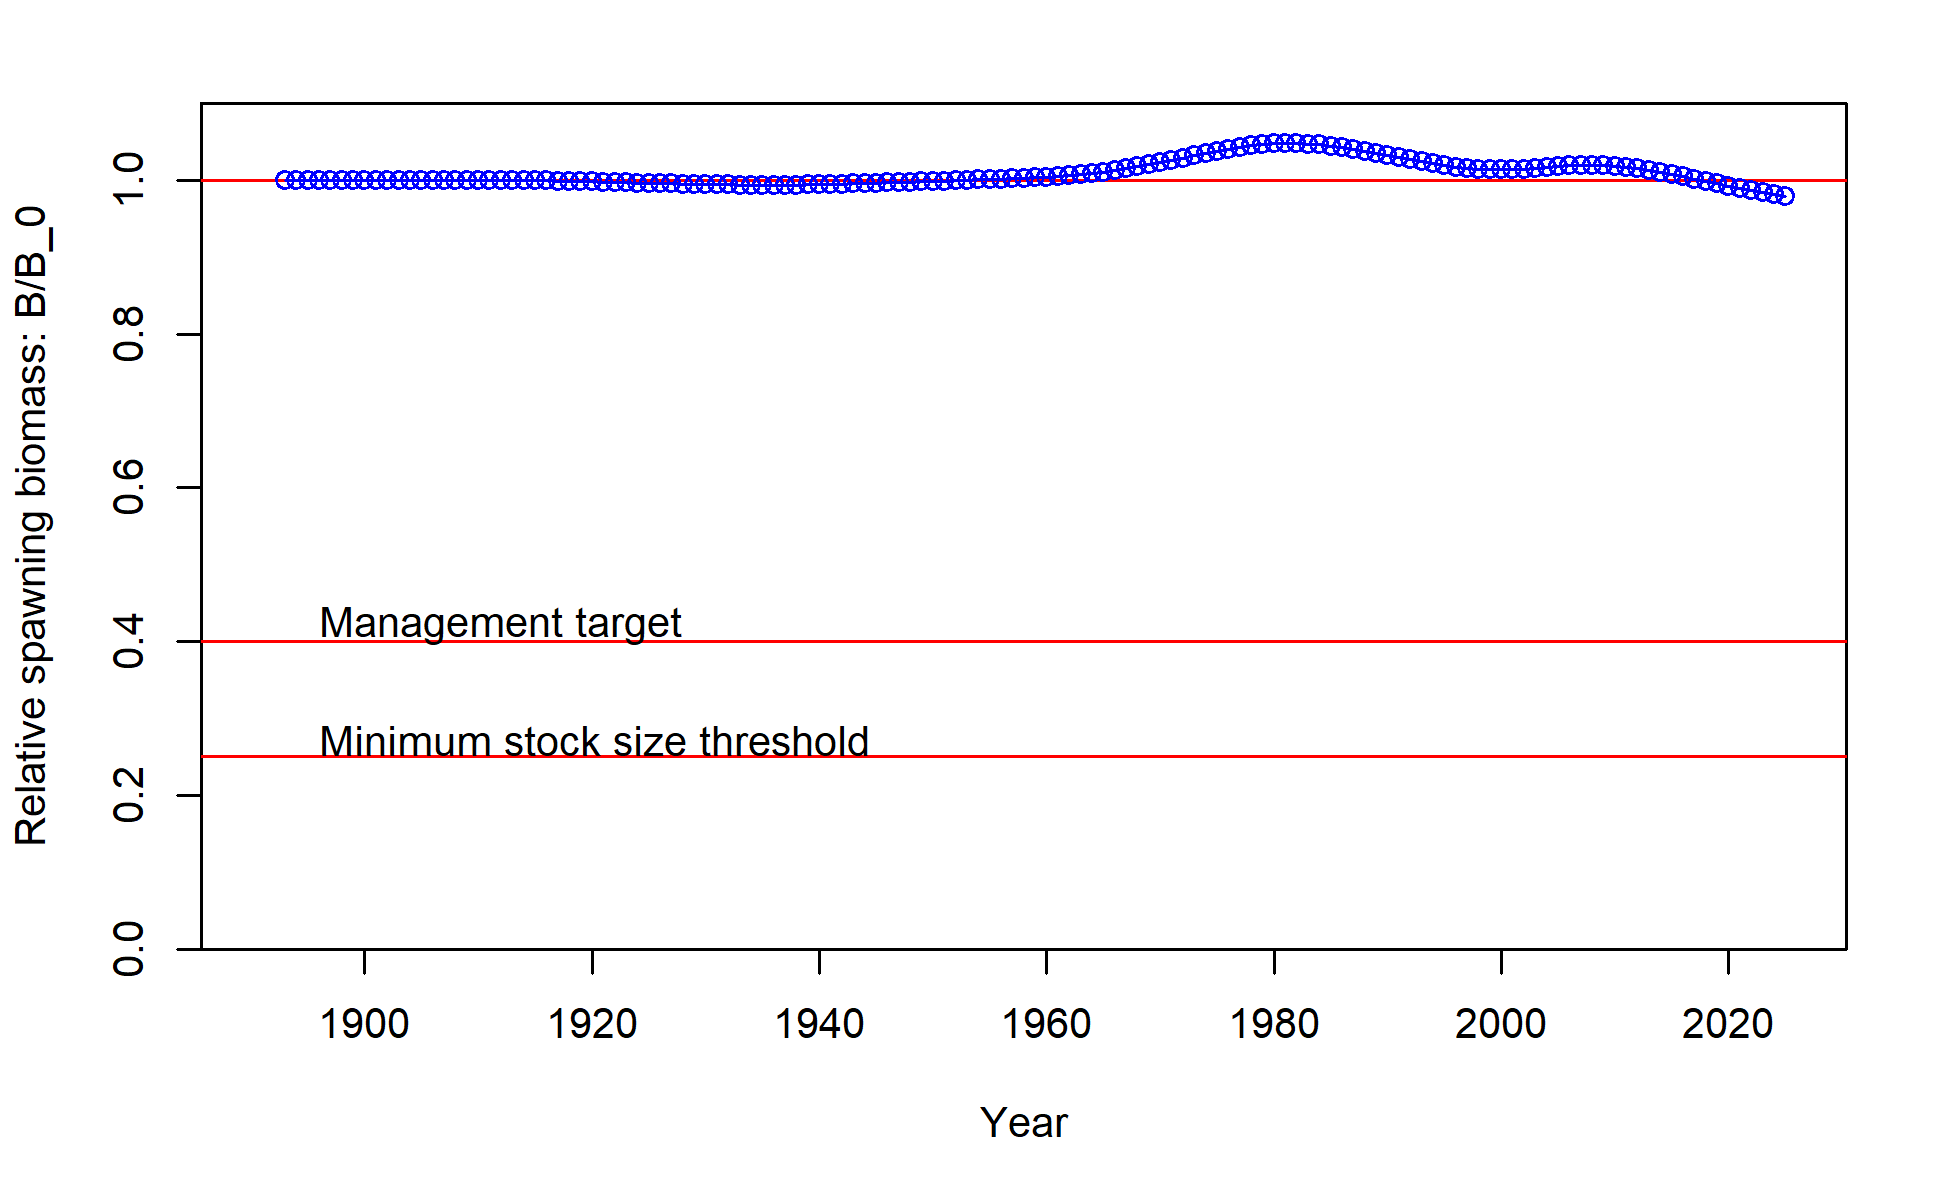 Relative spawning biomass: B/B_0
1.0
0.8
0.6
0.4
0.2
0.0
Management target
Minimum stock size threshold
1900 1920 1940 1960 1980 2000 2020
Year